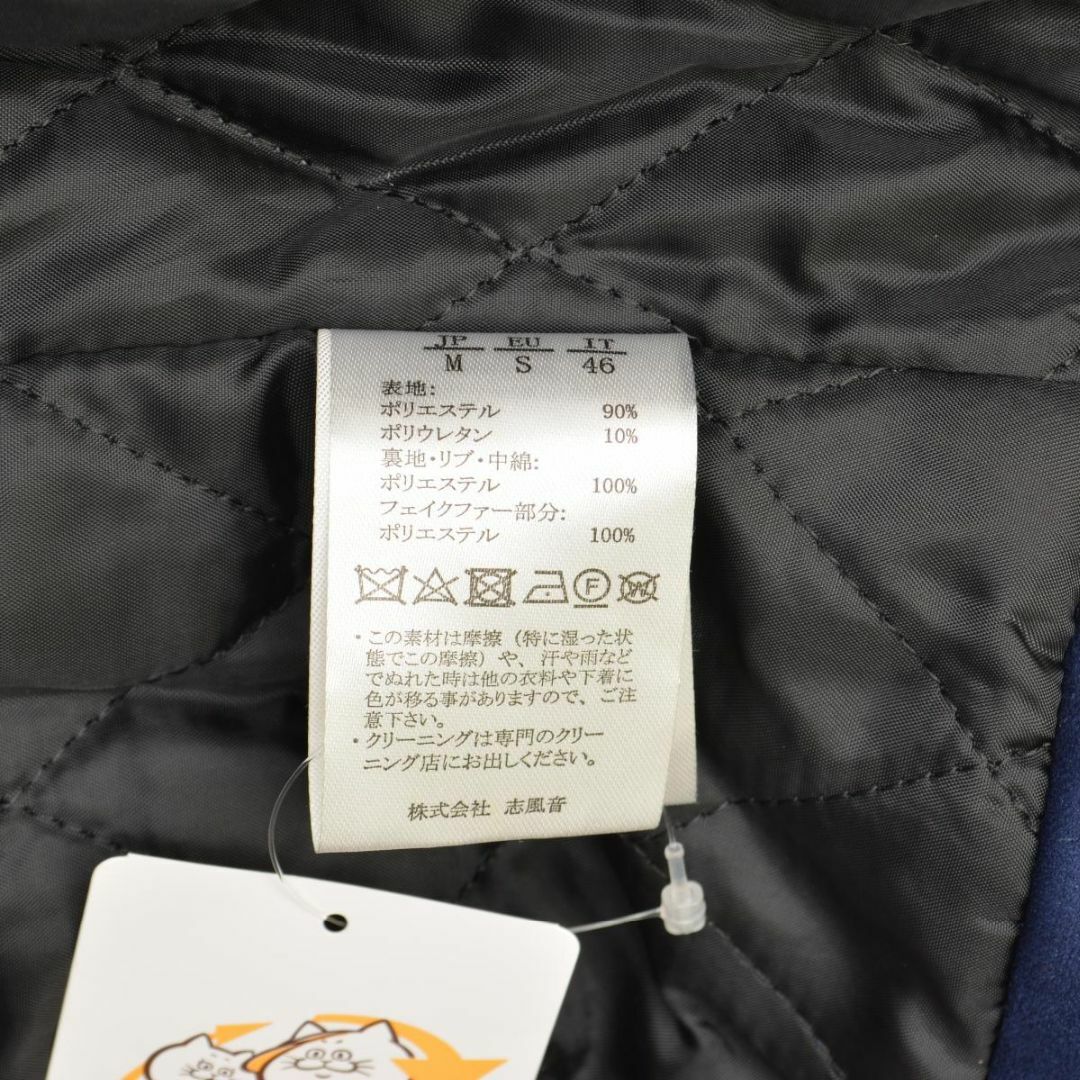 JP EU IT
M S 46
表地:
ポリエステル 90%
ポリウレタン 10%
裏地・リブ・中綿:
ポリエステル 100%
フェイクファー部分:
ポリエステル 100%
F W
・この素材は摩擦（特に湿った状
態でこの摩擦）や、汗や雨など
でぬれた時は他の衣料や下着に
色が移る事がありますので、ご注
意下さい。
・クリーニングは専門のクリー
ニング店にお出しください。
株式会社 志風音